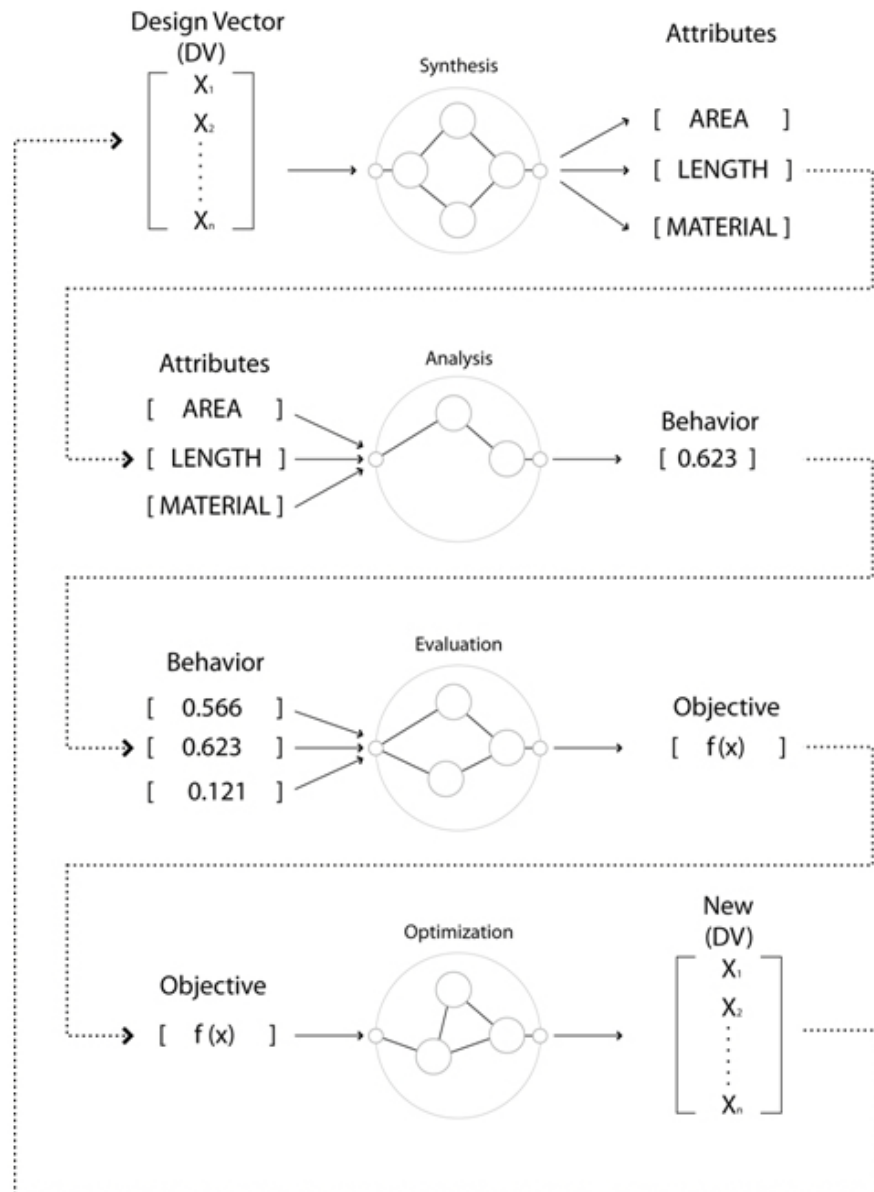 Design Vector
(DV)
X₁
X₂
Xₙ
Synthesis
Attributes
[ AREA ]
[ LENGTH ]
[ MATERIAL ]
Attributes
[ AREA ]
[ LENGTH ]
[ MATERIAL ]
Analysis
Behavior
[ 0.623 ]
Behavior
[ 0.566 ]
[ 0.623 ]
[ 0.121 ]
Evaluation
Objective
[ f(x) ]
Objective
[ f(x) ]
Optimization
New
(DV)
X₁
X₂
Xₙ